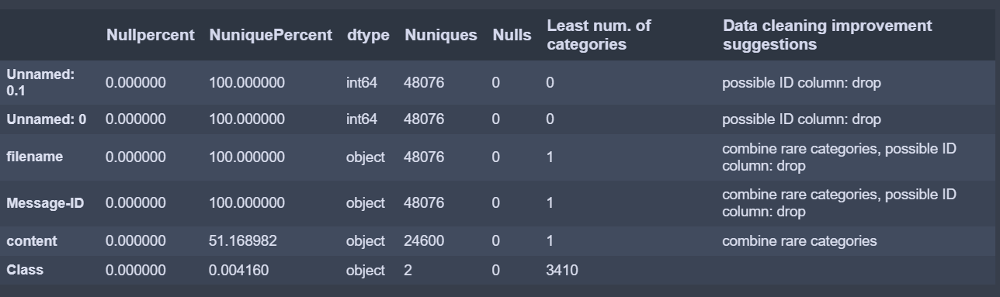 Nullpercent NuniquePercent dtype Nuniques Nulls Least num. of categories Data cleaning improvement suggestions
Unnamed: 0.1 0.000000 100.000000 int64 48076 0 0 possible ID column: drop
Unnamed: 0 0.000000 100.000000 int64 48076 0 0 possible ID column: drop
filename 0.000000 100.000000 object 48076 0 1 combine rare categories, possible ID column: drop
Message-ID 0.000000 100.000000 object 48076 0 1 combine rare categories, possible ID column: drop
content 0.000000 51.168982 object 24600 0 1 combine rare categories
Class 0.000000 0.004160 object 2 0 3410